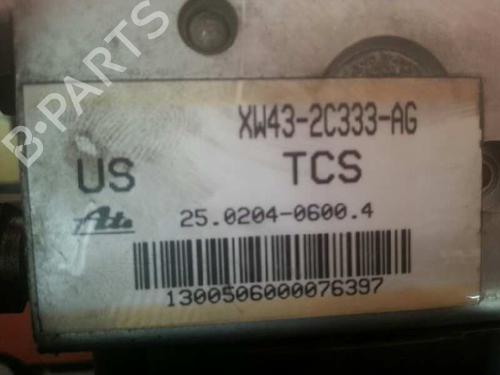 B-PARTS
XW43-2C333-AG
US TCS
Ate 25.0204-0600.4
1300506000076397